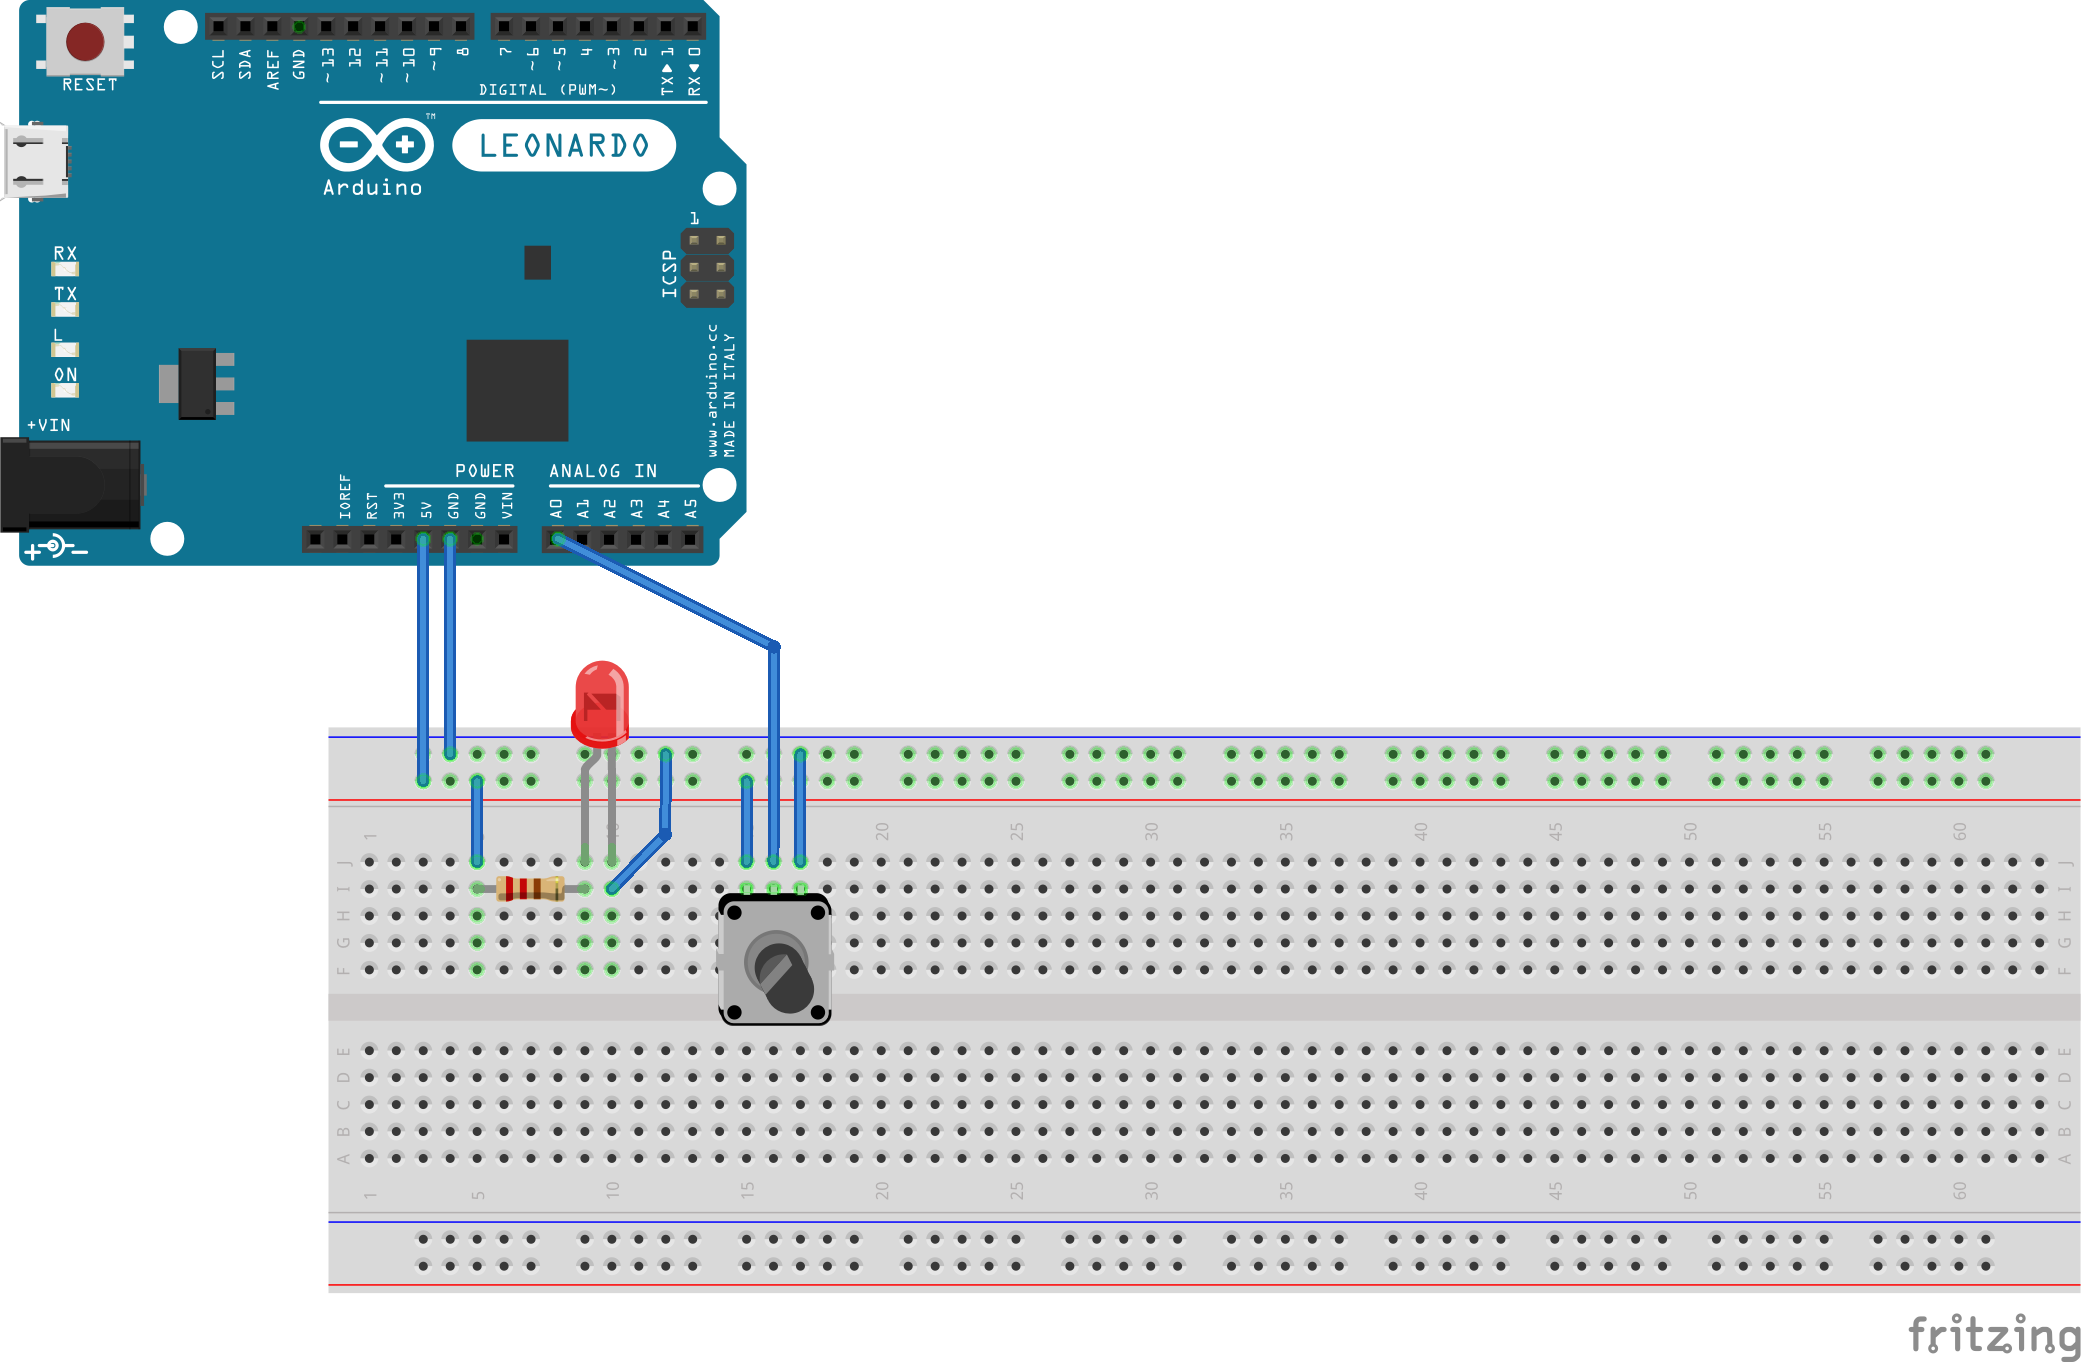 SCL SDA AREF GND ~13 12 ~11 ~10 ~9 8 7 ~6 ~5 4 ~3 2 TX▶1 RX◀0
RESET
DIGITAL (PWM~)
TM
LEONARDO
Arduino
1
ICSP
RX
TX
L
ON
www.arduino.cc
MADE IN ITALY
+VIN
POWER
ANALOG IN
IOREF RST 3V3 5V GND GND VIN A0 A1 A2 A3 A4 A5
+ -
1 10 20 25 30 35 40 45 50 55 60
J J
I I
H H
G G
F F
E E
D D
C C
B B
A A
1 5 10 15 20 25 30 35 40 45 50 55 60
fritzing